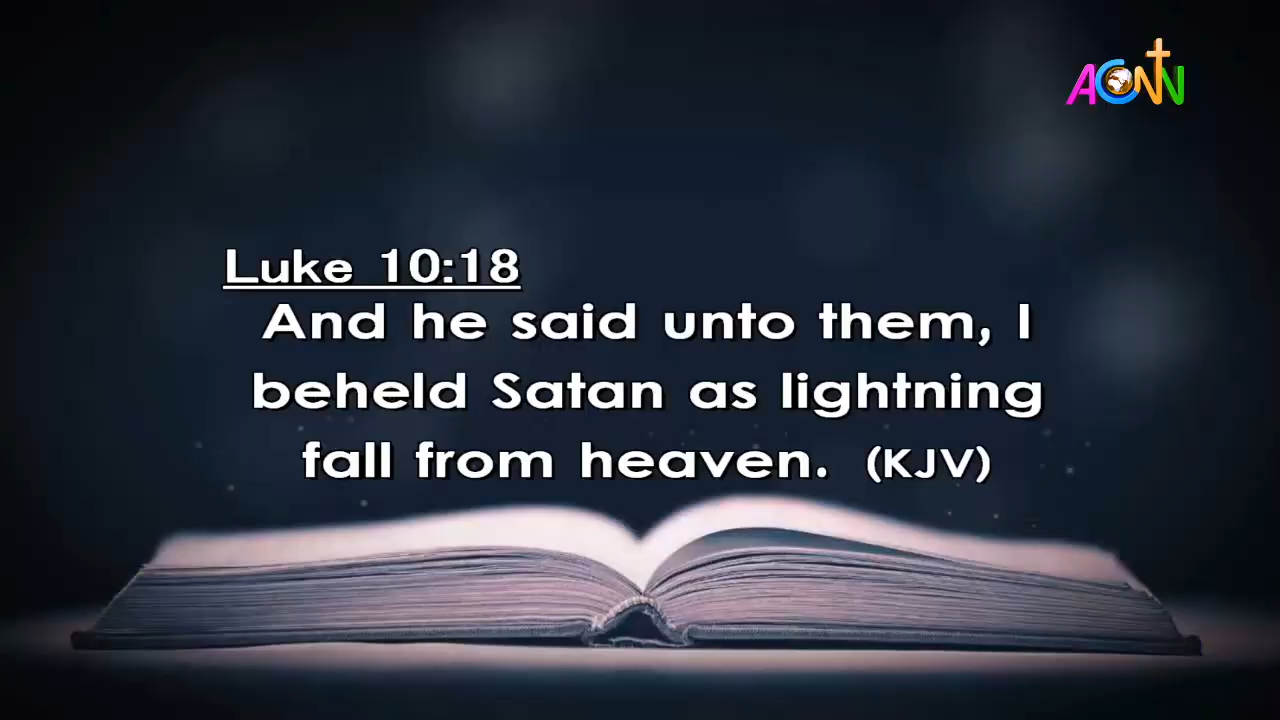 ACNN
Luke 10:18
And he said unto them, I
beheld Satan as lightning
fall from heaven. (KJV)